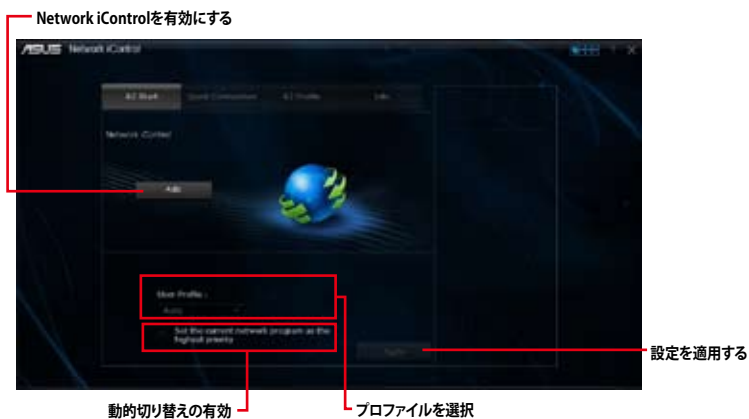 Network iControlを有効にする
ASUS Network iControl
EZ Start Quick Connection EZ Profile Info
Network iControl
User Profile :
Auto
Set the current network program as the
highest priority
Apply
設定を適用する
動的切り替えの有効
プロファイルを選択